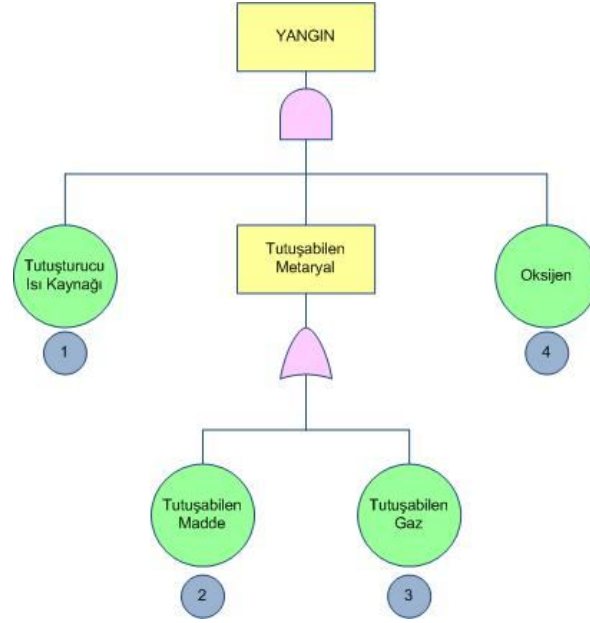 YANGIN
Tutuşturucu
Isı Kaynağı
Tutuşabilen
Metaryal
Oksijen
1
4
Tutuşabilen
Madde
Tutuşabilen
Gaz
2
3